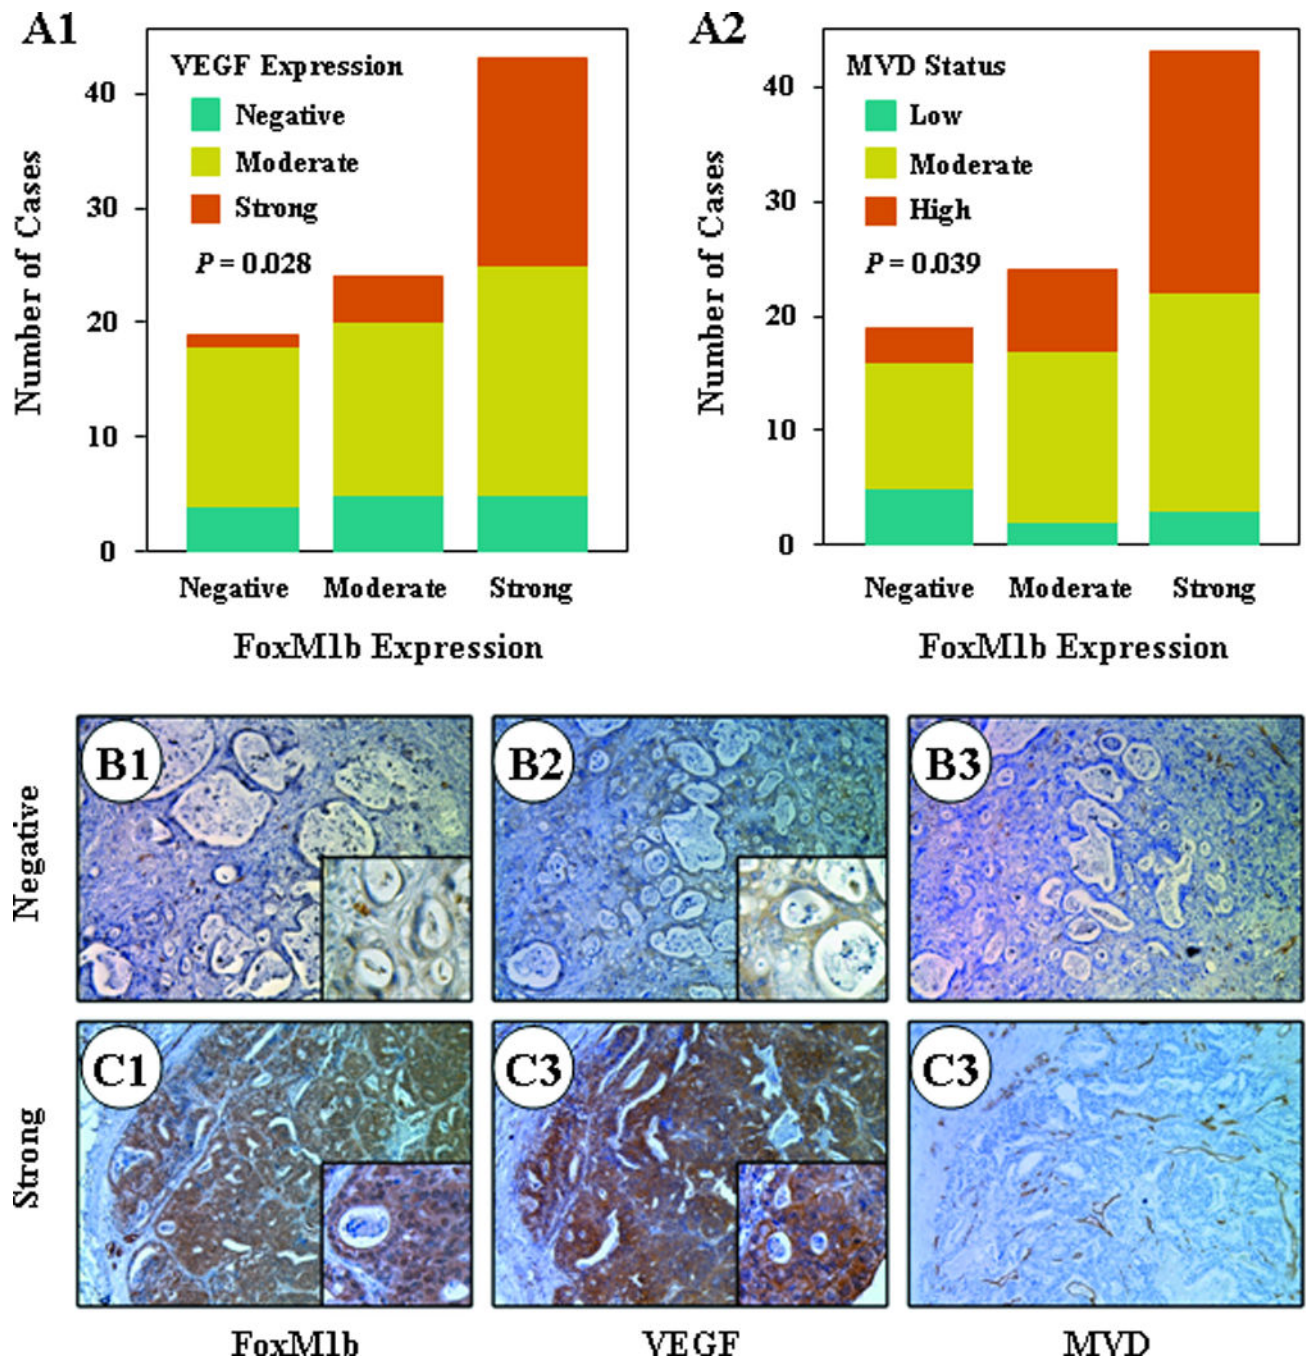 A1
VEGF Expression
Negative
Moderate
Strong
P = 0.028
Number of Cases
40
30
20
10
0
Negative Moderate Strong
FoxM1b Expression
A2
MVD Status
Low
Moderate
High
P = 0.039
Number of Cases
40
30
20
10
0
Negative Moderate Strong
FoxM1b Expression
Negative
B1 B2 B3
Strong
C1 C3 C3
FoxM1b VEGF MVD